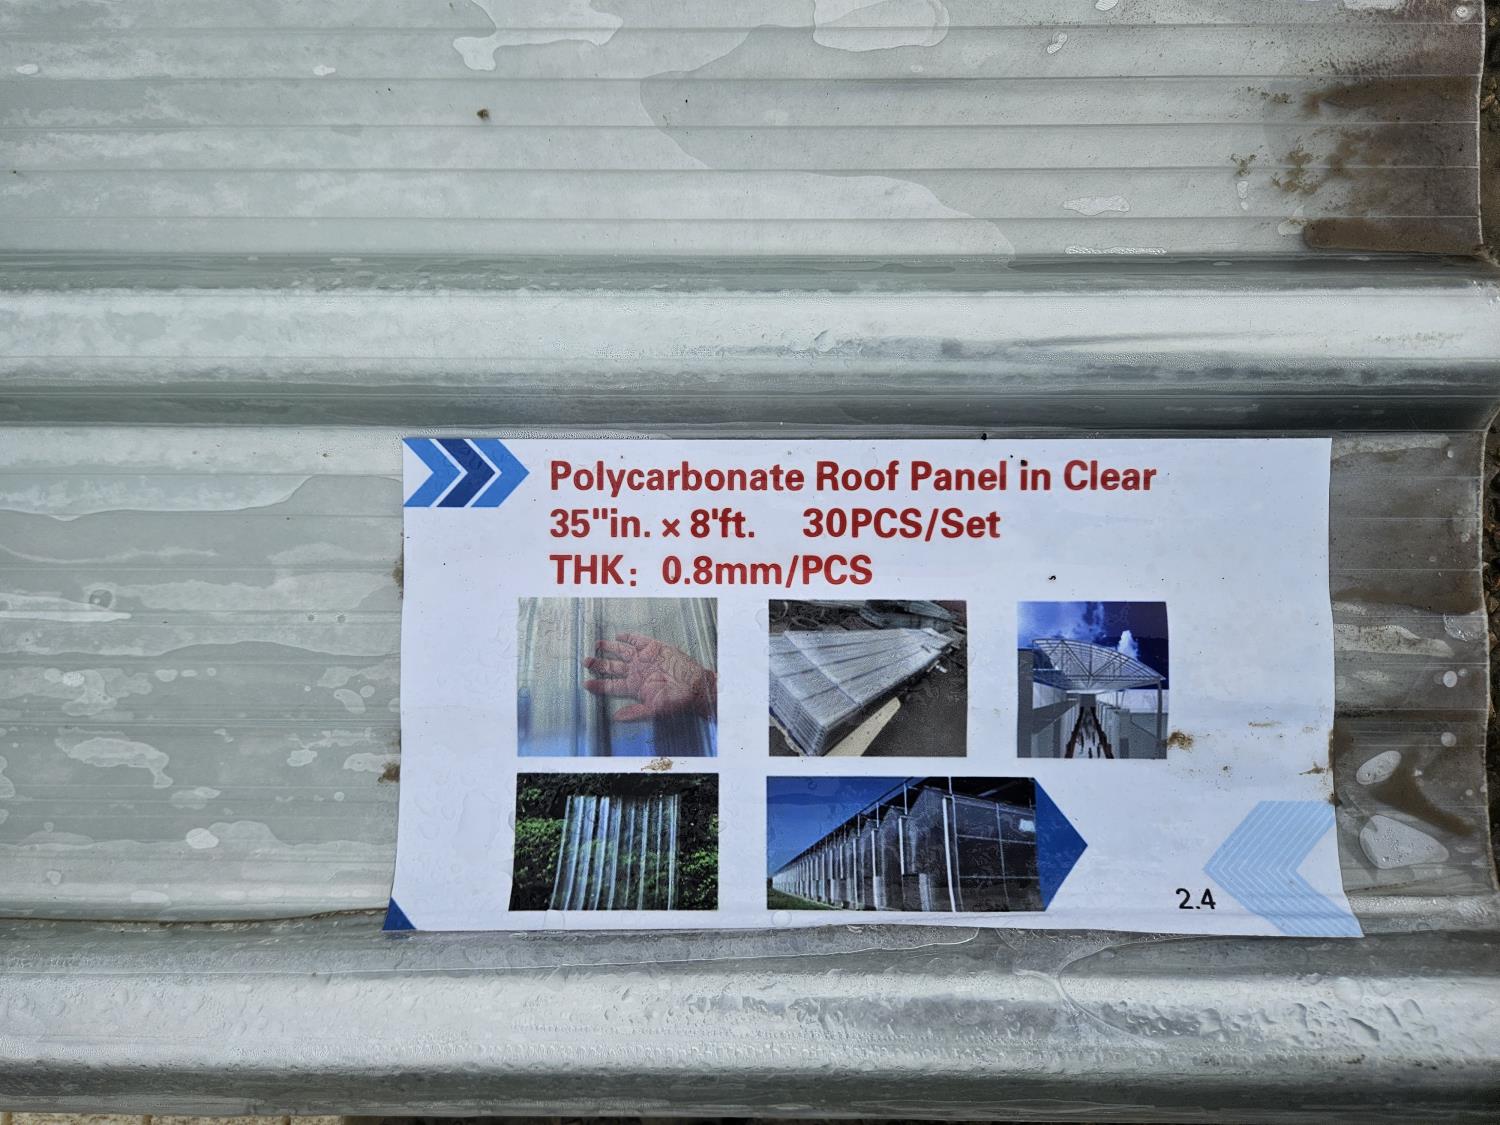 Polycarbonate Roof Panel in Clear
35"in. × 8'ft. 30PCS/Set
THK: 0.8mm/PCS
2.4